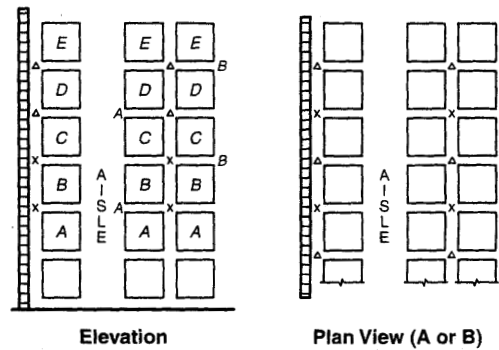 E E E
B
D D D
A
C C C
B
B B B
A
A A A
AISLE
AISLE
Elevation
Plan View (A or B)